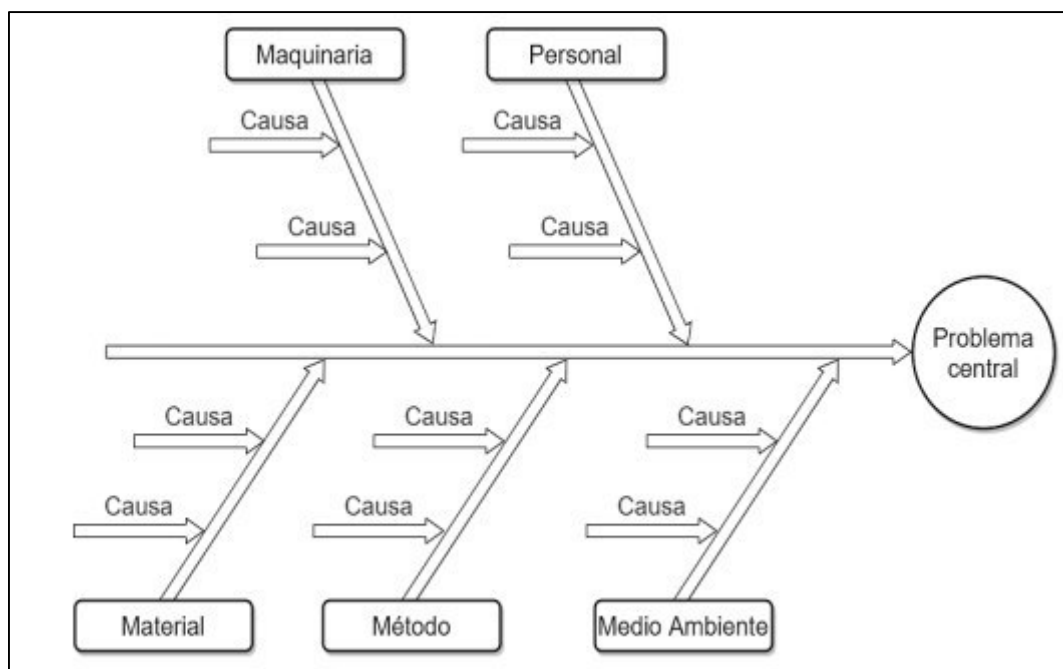 Maquinaria
Personal
Causa
Causa
Causa
Causa
Problema
central
Causa
Causa
Causa
Causa
Causa
Causa
Material
Método
Medio Ambiente